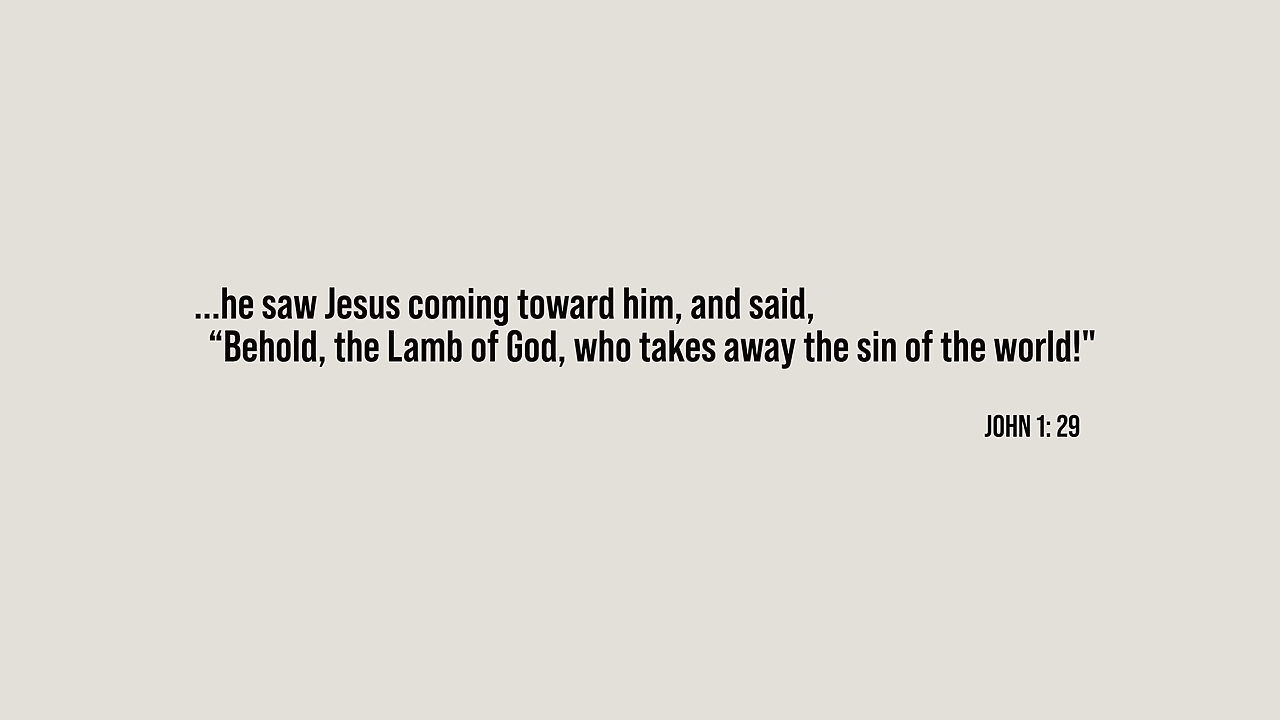 ...he saw Jesus coming toward him, and said,
“Behold, the Lamb of God, who takes away the sin of the world!"
JOHN 1: 29